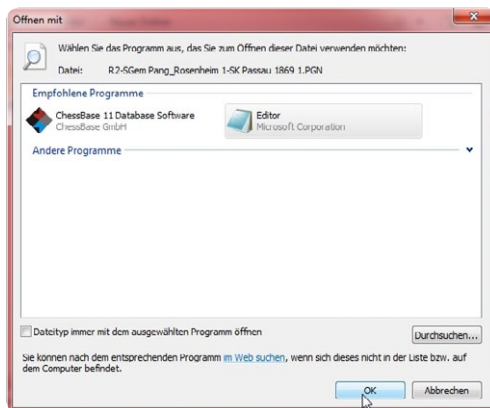 Öffnen mit
Wählen Sie das Programm aus, das Sie zum Öffnen dieser Datei verwenden möchten:
Datei: R2-SGem Pang_Rosenheim 1-SK Passau 1869 1.PGN
Empfohlene Programme
ChessBase 11 Database Software
ChessBase GmbH
Editor
Microsoft Corporation
Andere Programme
Dateityp immer mit dem ausgewählten Programm öffnen
Durchsuchen...
Sie können nach dem entsprechenden Programm im Web suchen, wenn sich dieses nicht in der Liste bzw. auf
dem Computer befindet.
OK
Abbrechen